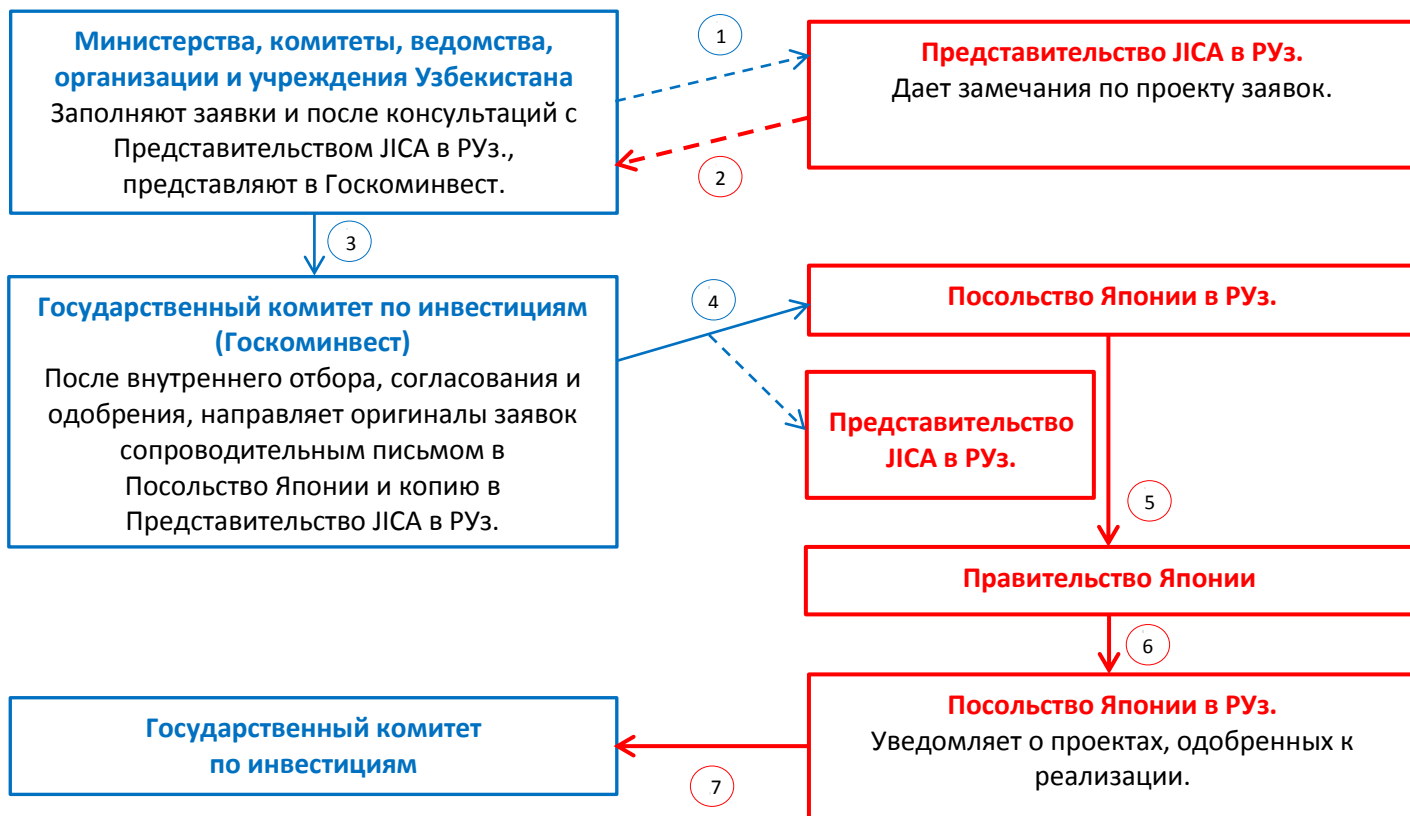 Министерства, комитеты, ведомства,
организации и учреждения Узбекистана
Заполняют заявки и после консультаций с
Представительством JICA в РУз.,
представляют в Госкоминвест.
1
Представительство JICA в РУз.
Дает замечания по проекту заявок.
2
3
Государственный комитет по инвестициям
(Госкоминвест)
После внутреннего отбора, согласования и
одобрения, направляет оригиналы заявок
сопроводительным письмом в
Посольство Японии и копию в
Представительство JICA в РУз.
4
Посольство Японии в РУз.
Представительство
JICA в РУз.
5
Правительство Японии
6
Посольство Японии в РУз.
Уведомляет о проектах, одобренных к
реализации.
7
Государственный комитет
по инвестициям